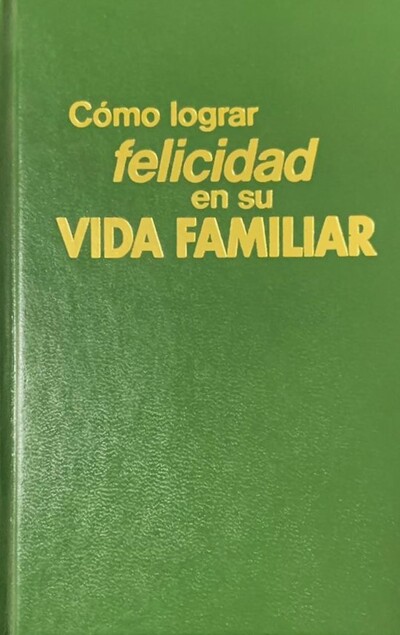 Cómo lograr
felicidad
en su
VIDA FAMILIAR